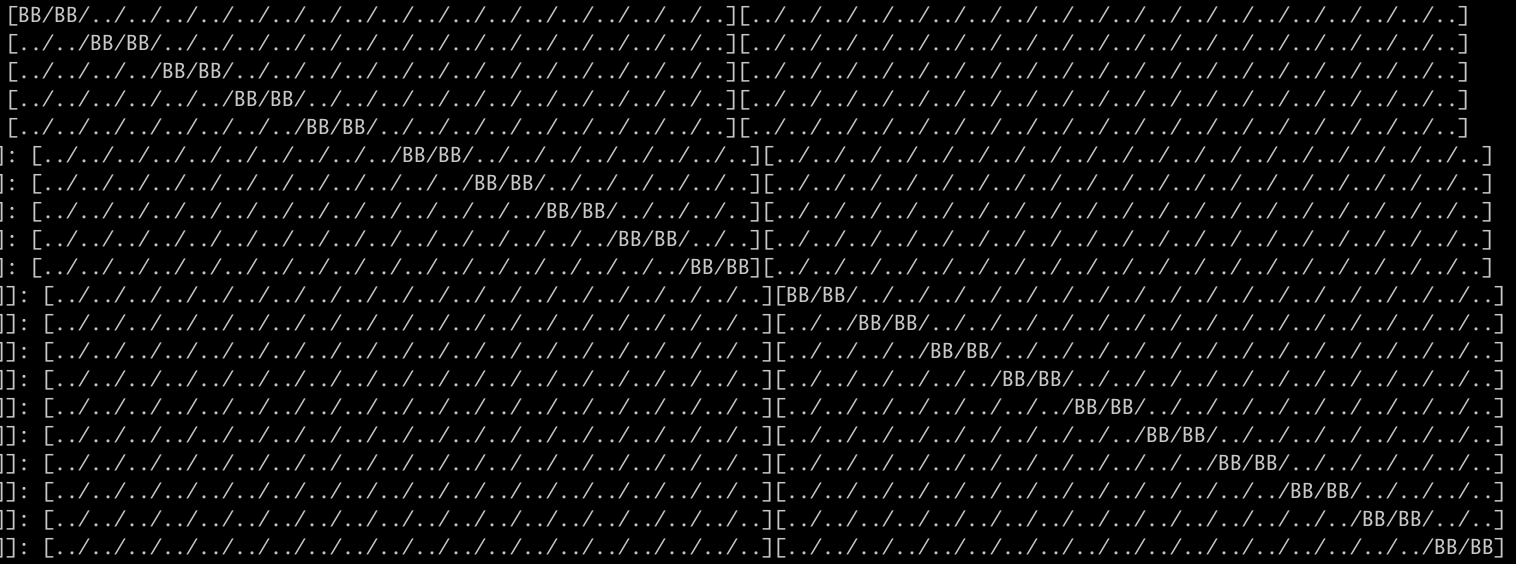 [BB/BB/../../../../../../../../../../../../../../../../../..][../../../../../../../../../../../../../../../../../../../..]
[../../BB/BB/../../../../../../../../../../../../../../../..][../../../../../../../../../../../../../../../../../../../..]
[../../../../BB/BB/../../../../../../../../../../../../../..][../../../../../../../../../../../../../../../../../../../..]
[../../../../../../BB/BB/../../../../../../../../../../../..][../../../../../../../../../../../../../../../../../../../..]
[../../../../../../../../BB/BB/../../../../../../../../../..][../../../../../../../../../../../../../../../../../../../..]
]: [../../../../../../../../../../BB/BB/../../../../../../../..][../../../../../../../../../../../../../../../../../../../..]
]: [../../../../../../../../../../../../BB/BB/../../../../../..][../../../../../../../../../../../../../../../../../../../..]
]: [../../../../../../../../../../../../../../BB/BB/../../../..][../../../../../../../../../../../../../../../../../../../..]
]: [../../../../../../../../../../../../../../../../BB/BB/../..][../../../../../../../../../../../../../../../../../../../..]
]: [../../../../../../../../../../../../../../../../../../BB/BB][../../../../../../../../../../../../../../../../../../../..]
]]: [../../../../../../../../../../../../../../../../../../../..][BB/BB/../../../../../../../../../../../../../../../../../..]
]]: [../../../../../../../../../../../../../../../../../../../..][../../BB/BB/../../../../../../../../../../../../../../../..]
]]: [../../../../../../../../../../../../../../../../../../../..][../../../../BB/BB/../../../../../../../../../../../../../..]
]]: [../../../../../../../../../../../../../../../../../../../..][../../../../../../BB/BB/../../../../../../../../../../../..]
]]: [../../../../../../../../../../../../../../../../../../../..][../../../../../../../../BB/BB/../../../../../../../../../..]
]]: [../../../../../../../../../../../../../../../../../../../..][../../../../../../../../../../BB/BB/../../../../../../../..]
]]: [../../../../../../../../../../../../../../../../../../../..][../../../../../../../../../../../../BB/BB/../../../../../..]
]]: [../../../../../../../../../../../../../../../../../../../..][../../../../../../../../../../../../../../BB/BB/../../../..]
]]: [../../../../../../../../../../../../../../../../../../../..][../../../../../../../../../../../../../../../../BB/BB/../..]
]]: [../../../../../../../../../../../../../../../../../../../..][../../../../../../../../../../../../../../../../../../BB/BB]